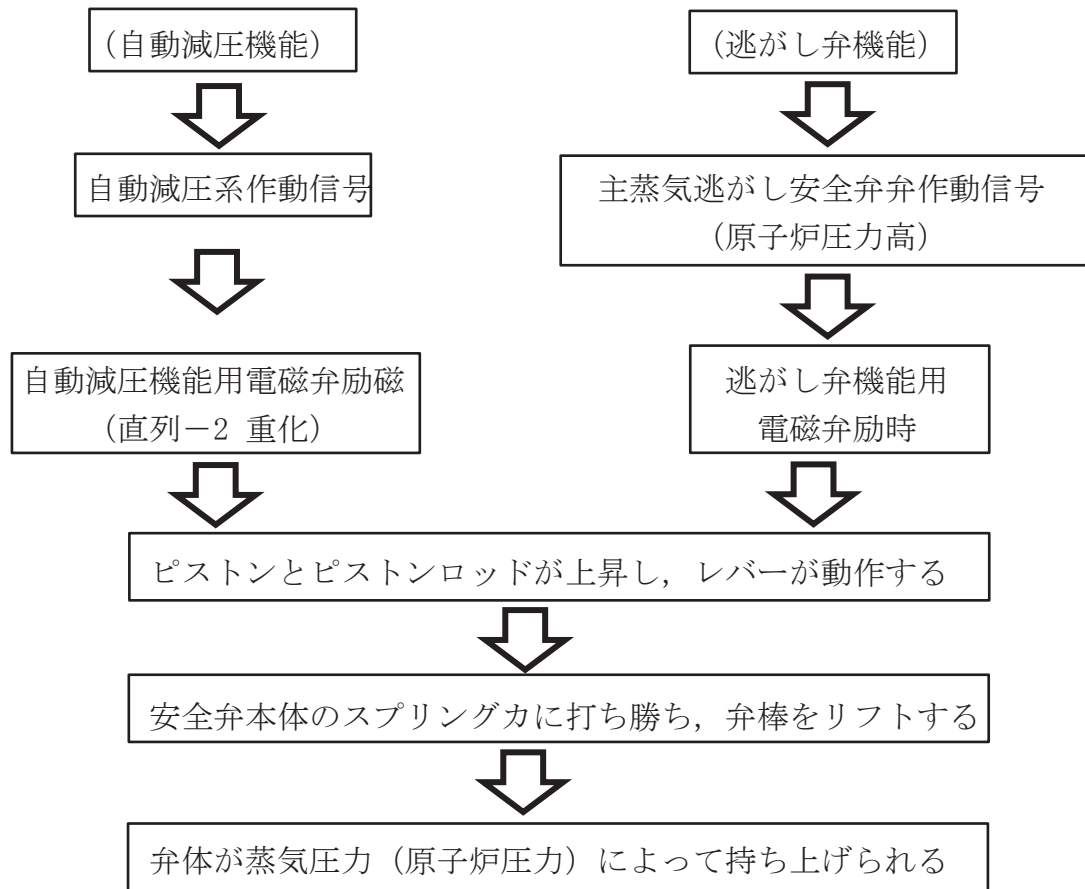 (自動減圧機能)
(逃がし弁機能)
自動減圧系作動信号
主蒸気逃がし安全弁弁作動信号
(原子炉圧力高)
自動減圧機能用電磁弁励磁
(直列－2 重化)
逃がし弁機能用
電磁弁励時
ピストンとピストンロッドが上昇し，レバーが動作する
安全弁本体のスプリングカに打ち勝ち，弁棒をリフトする
弁体が蒸気圧力（原子炉圧力）によって持ち上げられる